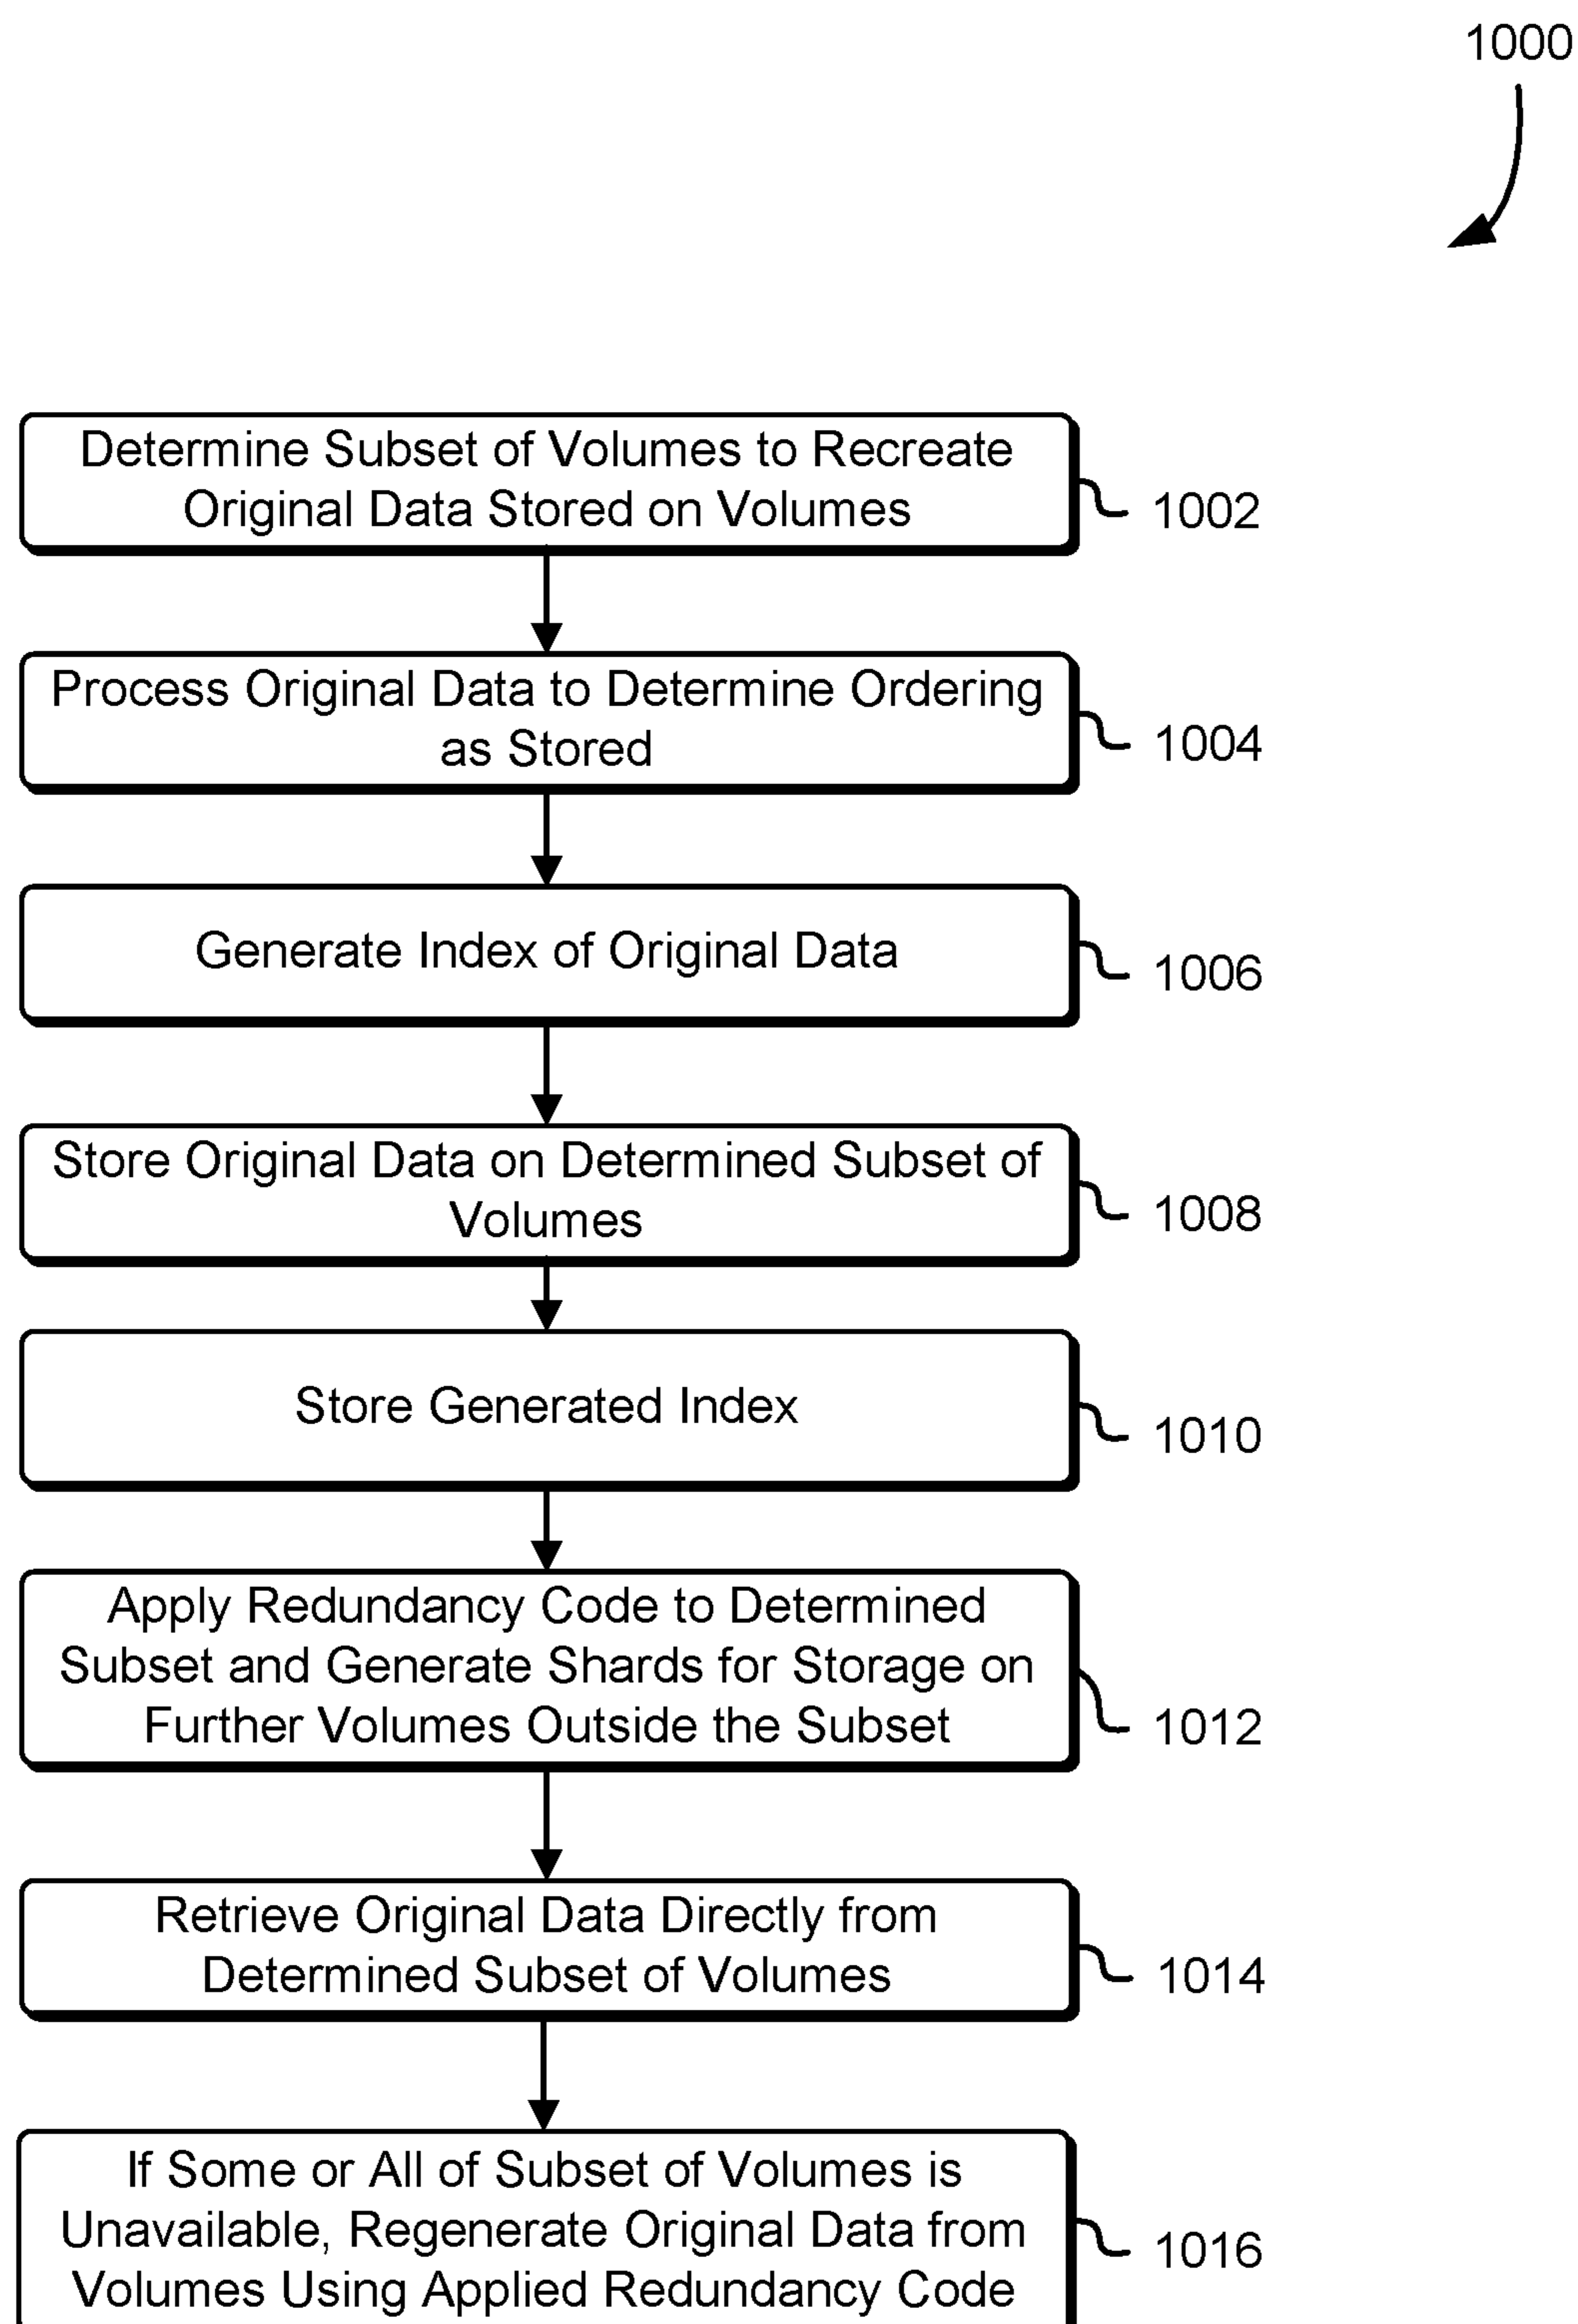 1000
Determine Subset of Volumes to Recreate
Original Data Stored on Volumes
1002
Process Original Data to Determine Ordering
as Stored
1004
Generate Index of Original Data
1006
Store Original Data on Determined Subset of
Volumes
1008
Store Generated Index
1010
Apply Redundancy Code to Determined
Subset and Generate Shards for Storage on
Further Volumes Outside the Subset
1012
Retrieve Original Data Directly from
Determined Subset of Volumes
1014
If Some or All of Subset of Volumes is
Unavailable, Regenerate Original Data from
Volumes Using Applied Redundancy Code
1016